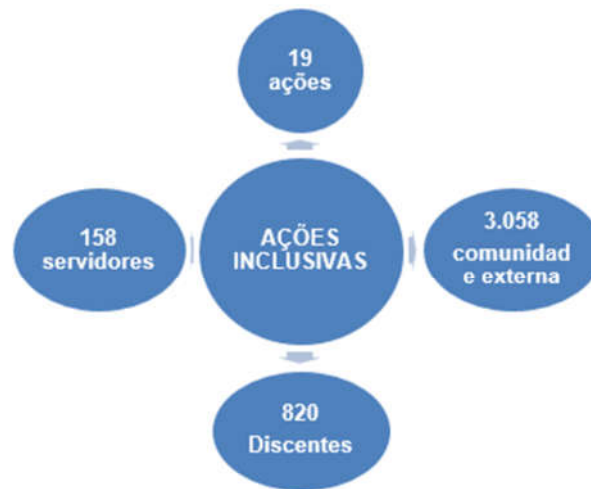 19
ações
158
servidores
AÇÕES
INCLUSIVAS
3.058
comunidad
e externa
820
Discentes